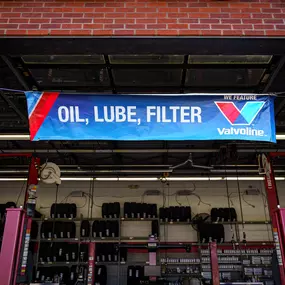 WE FEATURE
OIL, LUBE, FILTER
Valvoline